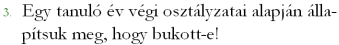 3. Egy tanuló év végi osztályzatai alapján álla-
pítsuk meg, hogy bukott-e!